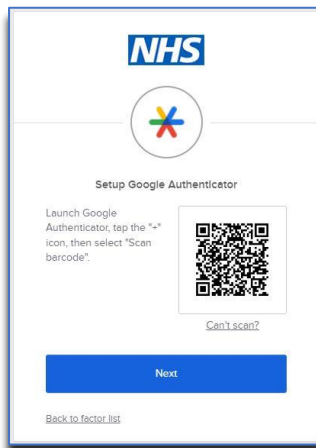 NHS
Setup Google Authenticator
Launch Google
Authenticator, tap the "+"
icon, then select "Scan
barcode".
Can't scan?
Next
Back to factor list